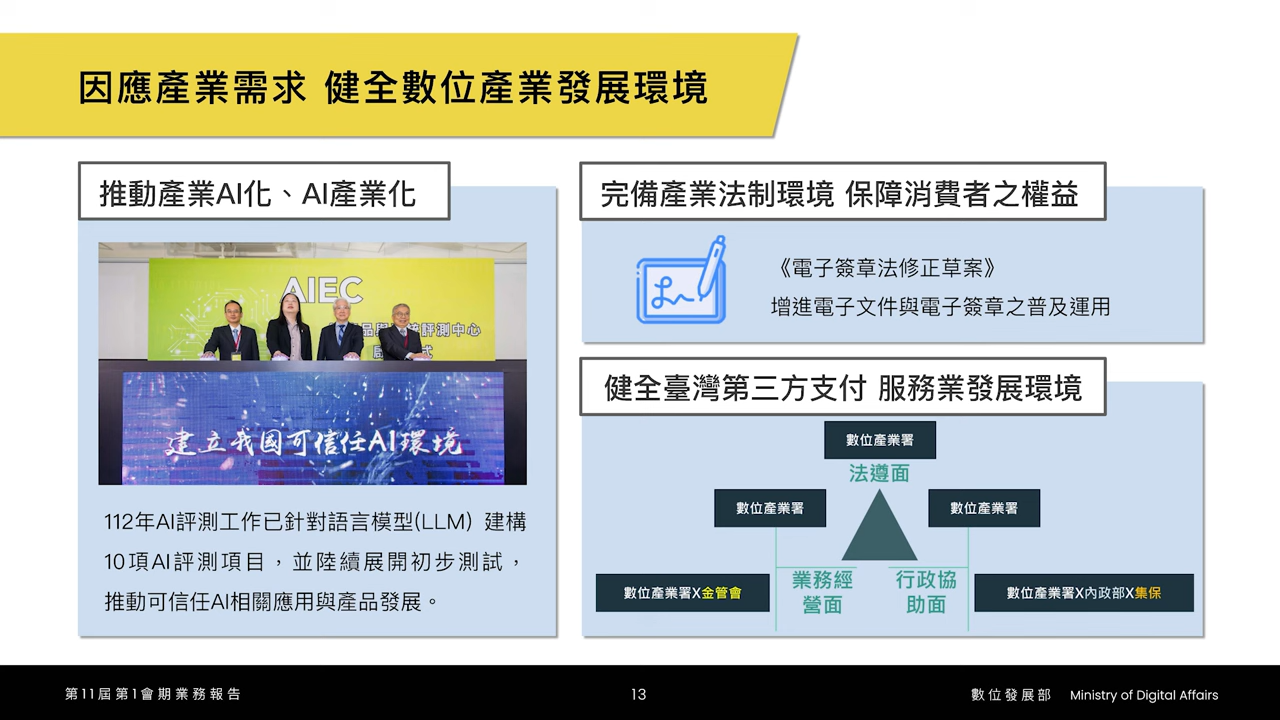 因應產業需求 健全數位產業發展環境
推動產業AI化、AI產業化
AIEC
統評測中心
建立我國可信任AI環境
112年AI評測工作已針對語言模型(LLM) 建構
10項AI評測項目，並陸續展開初步測試，
推動可信任AI相關應用與產品發展。
完備產業法制環境 保障消費者之權益
《電子簽章法修正草案》
增進電子文件與電子簽章之普及運用
健全臺灣第三方支付 服務業發展環境
數位產業署
法遵面
數位產業署
數位產業署
業務經
營面
行政協
助面
數位產業署X金管會
數位產業署X內政部X集保
第11屆第1會期業務報告
13
數位發展部 Ministry of Digital Affairs